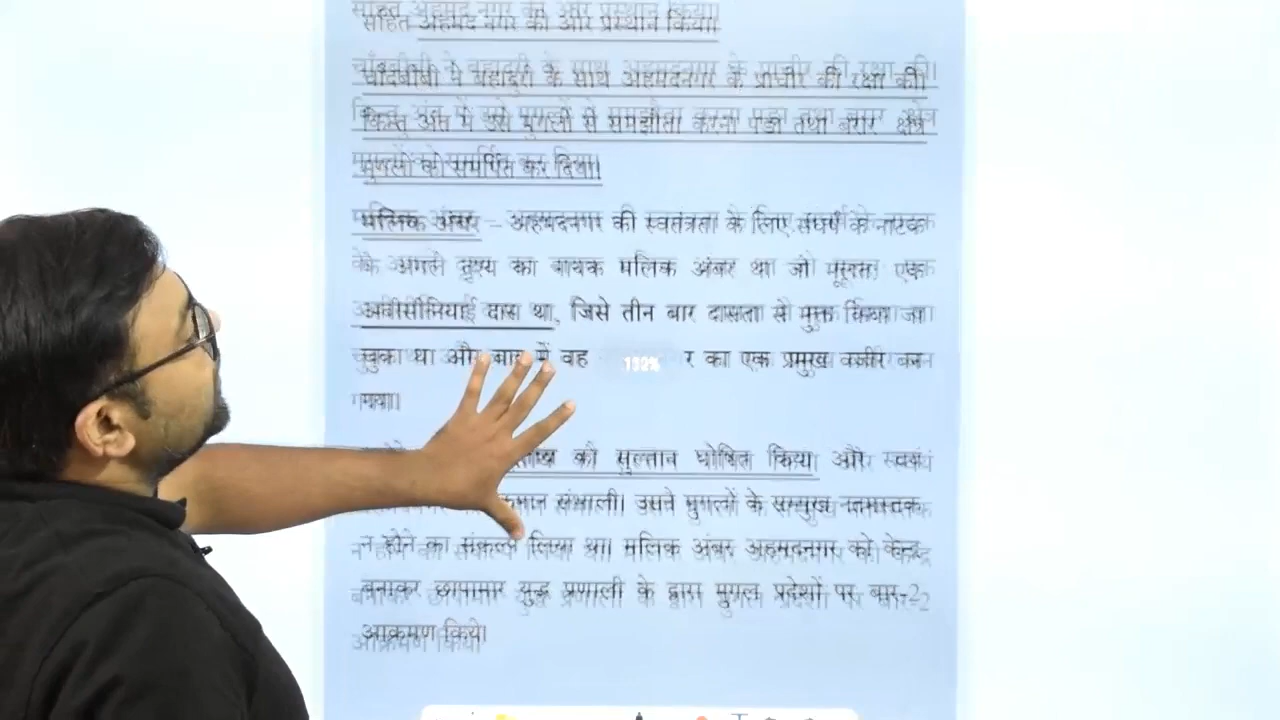 सहित अहमद नगर की ओर प्रस्थान किया।
चाँदबीबी ने बहादुरी के साथ अहमदनगर के प्राचीर की रक्षा की।
किन्तु अंत में उसे मुगलों से समझौता करना पड़ा तथा बरार क्षेत्र
मुगलों को समर्पित कर दिया।
मलिक अंबर – अहमदनगर की स्वतंत्रता के लिए संघर्ष के नाटक
के अगले दृश्य का नायक मलिक अंबर था जो मूलतः एक
अबीसीनियाई दास था, जिसे तीन बार दासता से मुक्त किया जा
चुका था और बाद में वह 132% र का एक प्रमुख वजीर बन
गया।
को सुल्तान घोषित किया और स्वयं
कमान संभाली। उसने मुगलों के सम्मुख नतमस्तक
न होने का संकल्प लिया था। मलिक अंबर अहमदनगर को केन्द्र
बनाकर छापामार युद्ध प्रणाली के द्वारा मुगल प्रदेशों पर बार-2
आक्रमण किये।